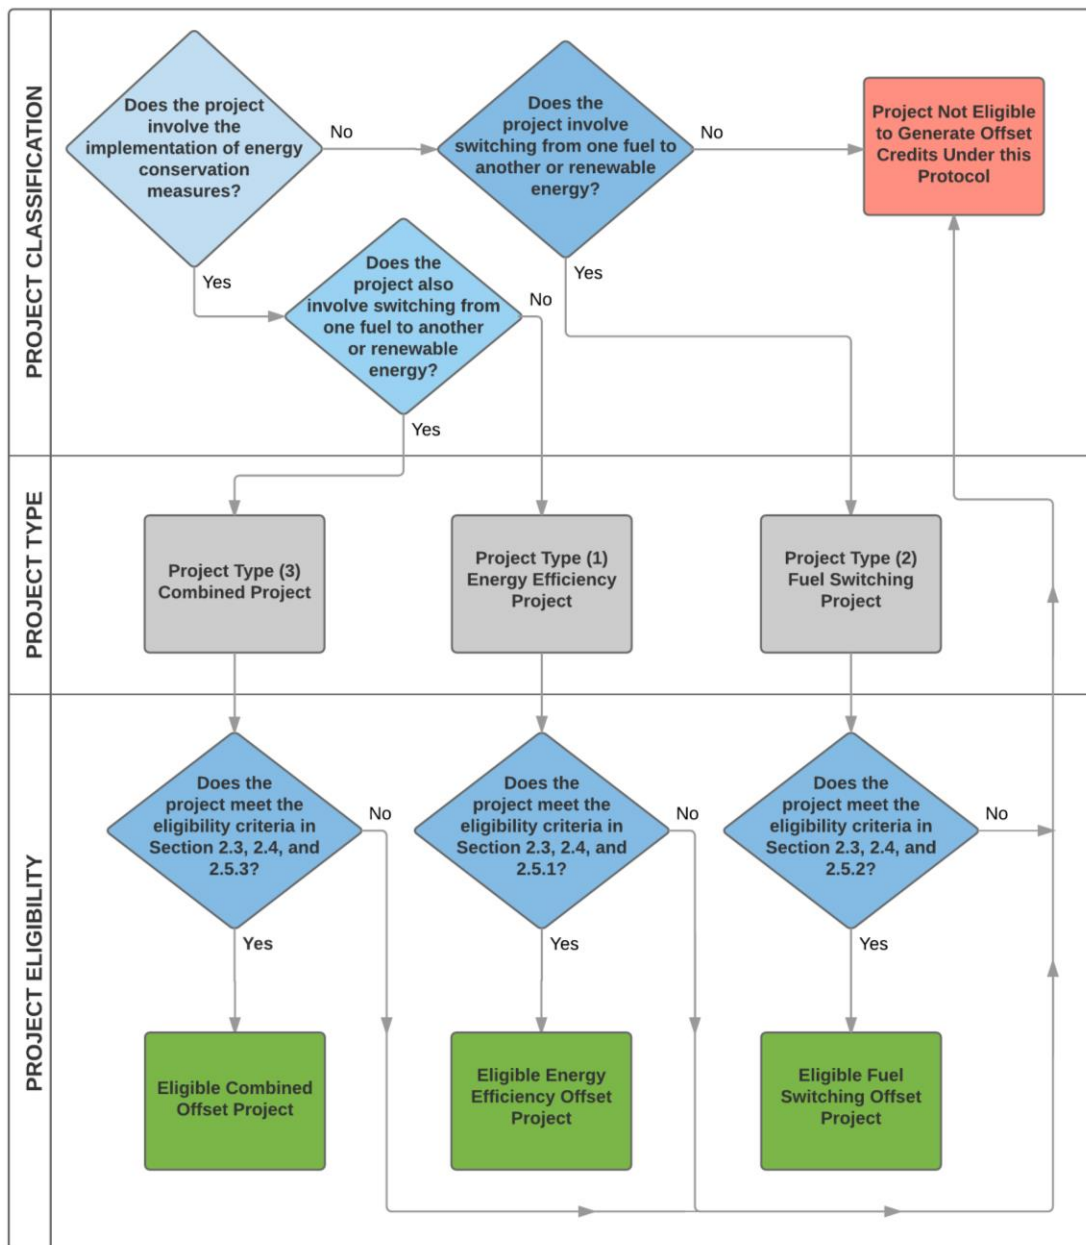 PROJECT CLASSIFICATION
Does the project
involve the
implementation of energy
conservation
measures?
No
Does the
project involve
switching from one fuel to
another or renewable
energy?
No
Project Not Eligible
to Generate Offset
Credits Under this
Protocol
Yes
Does the
project also
involve switching from
one fuel to another
or renewable
energy?
No
Yes
Yes
PROJECT TYPE
Project Type (3)
Combined Project
Project Type (1)
Energy Efficiency
Project
Project Type (2)
Fuel Switching
Project
PROJECT ELIGIBILITY
Does the
project meet the
eligibility criteria in
Section 2.3, 2.4, and
2.5.3?
No
Does the
project meet the
eligibility criteria in
Section 2.3, 2.4, and
2.5.1?
No
Does the
project meet the
eligibility criteria in
Section 2.3, 2.4, and
2.5.2?
No
Yes
Yes
Yes
Eligible Combined
Offset Project
Eligible Energy
Efficiency Offset
Project
Eligible Fuel
Switching Offset
Project